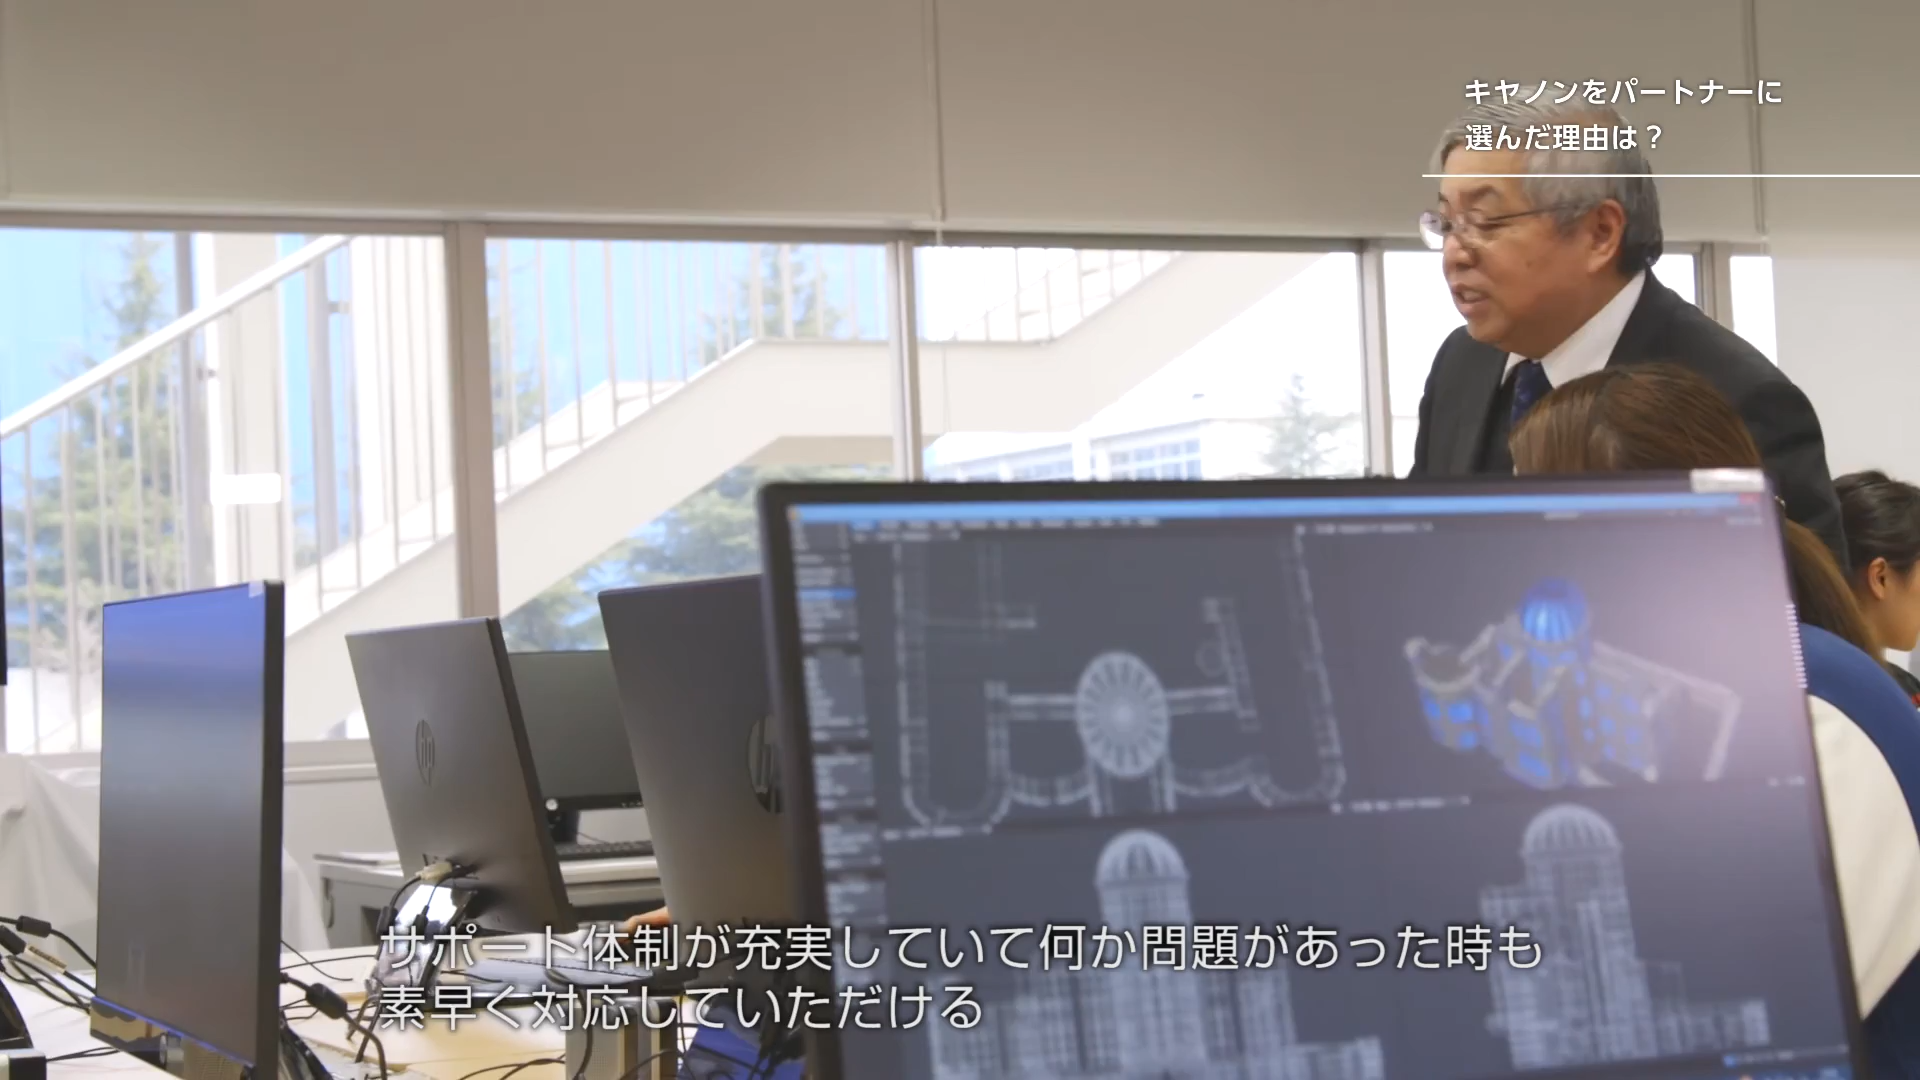 キヤノンをパートナーに
選んだ理由は？
hp
サポート体制が充実していて何か問題があった時も
素早く対応していただける